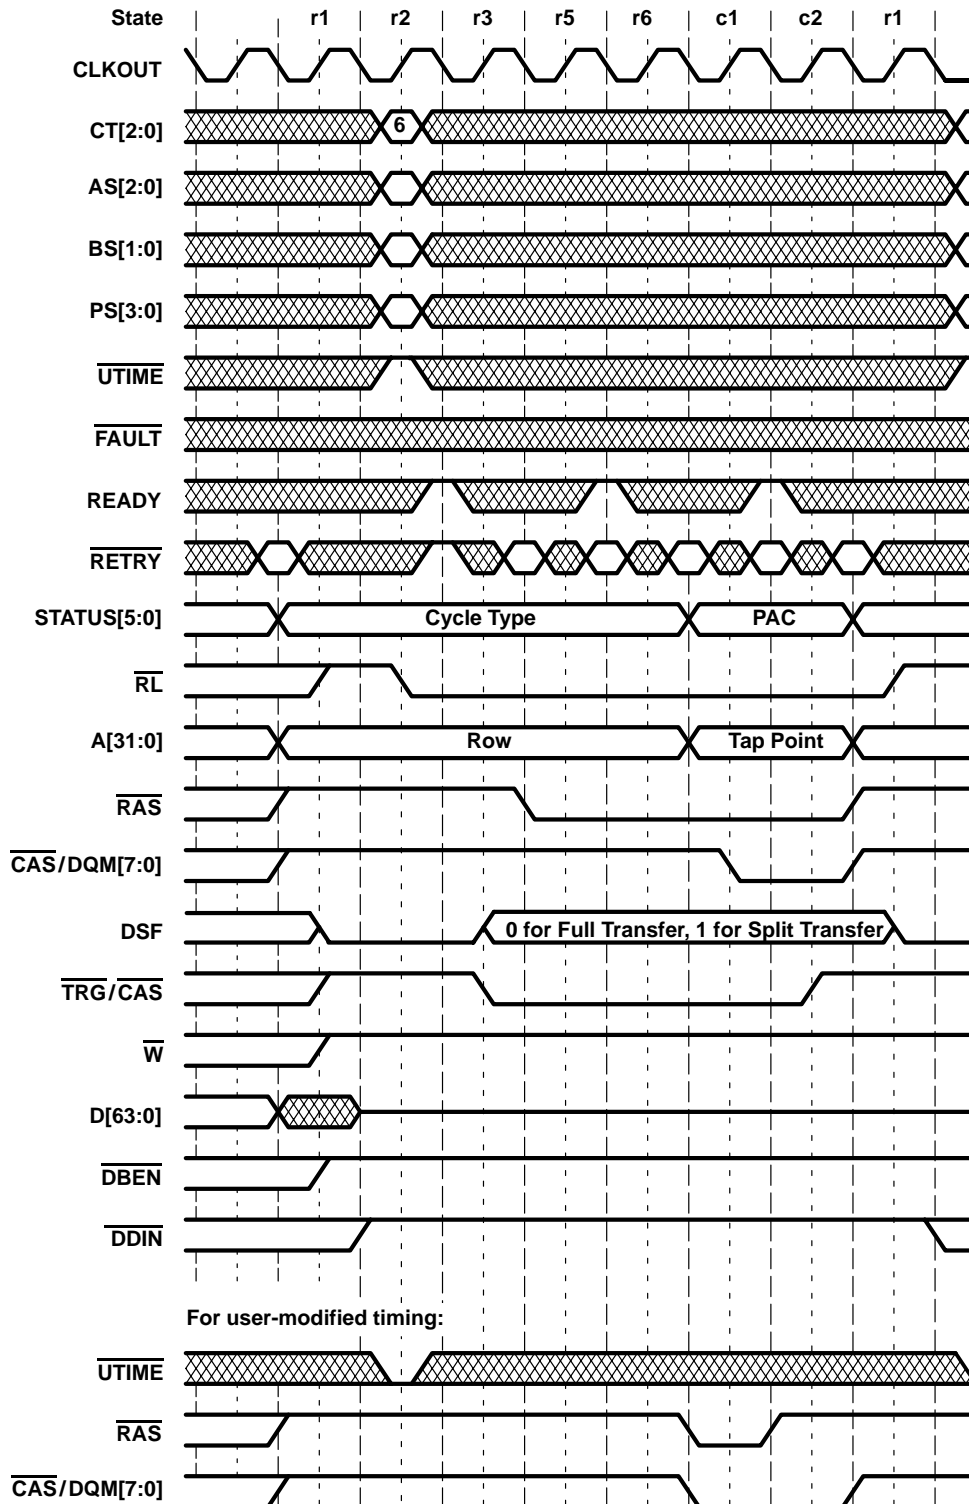 State r1 r2 r3 r5 r6 c1 c2 r1
CLKOUT
CT[2:0] 6
AS[2:0]
BS[1:0]
PS[3:0]
UTIME
FAULT
READY
RETRY
STATUS[5:0] Cycle Type PAC
RL
A[31:0] Row Tap Point
RAS
CAS/DQM[7:0]
DSF 0 for Full Transfer, 1 for Split Transfer
TRG/CAS
W
D[63:0]
DBEN
DDIN
For user-modified timing:
UTIME
RAS
CAS/DQM[7:0]